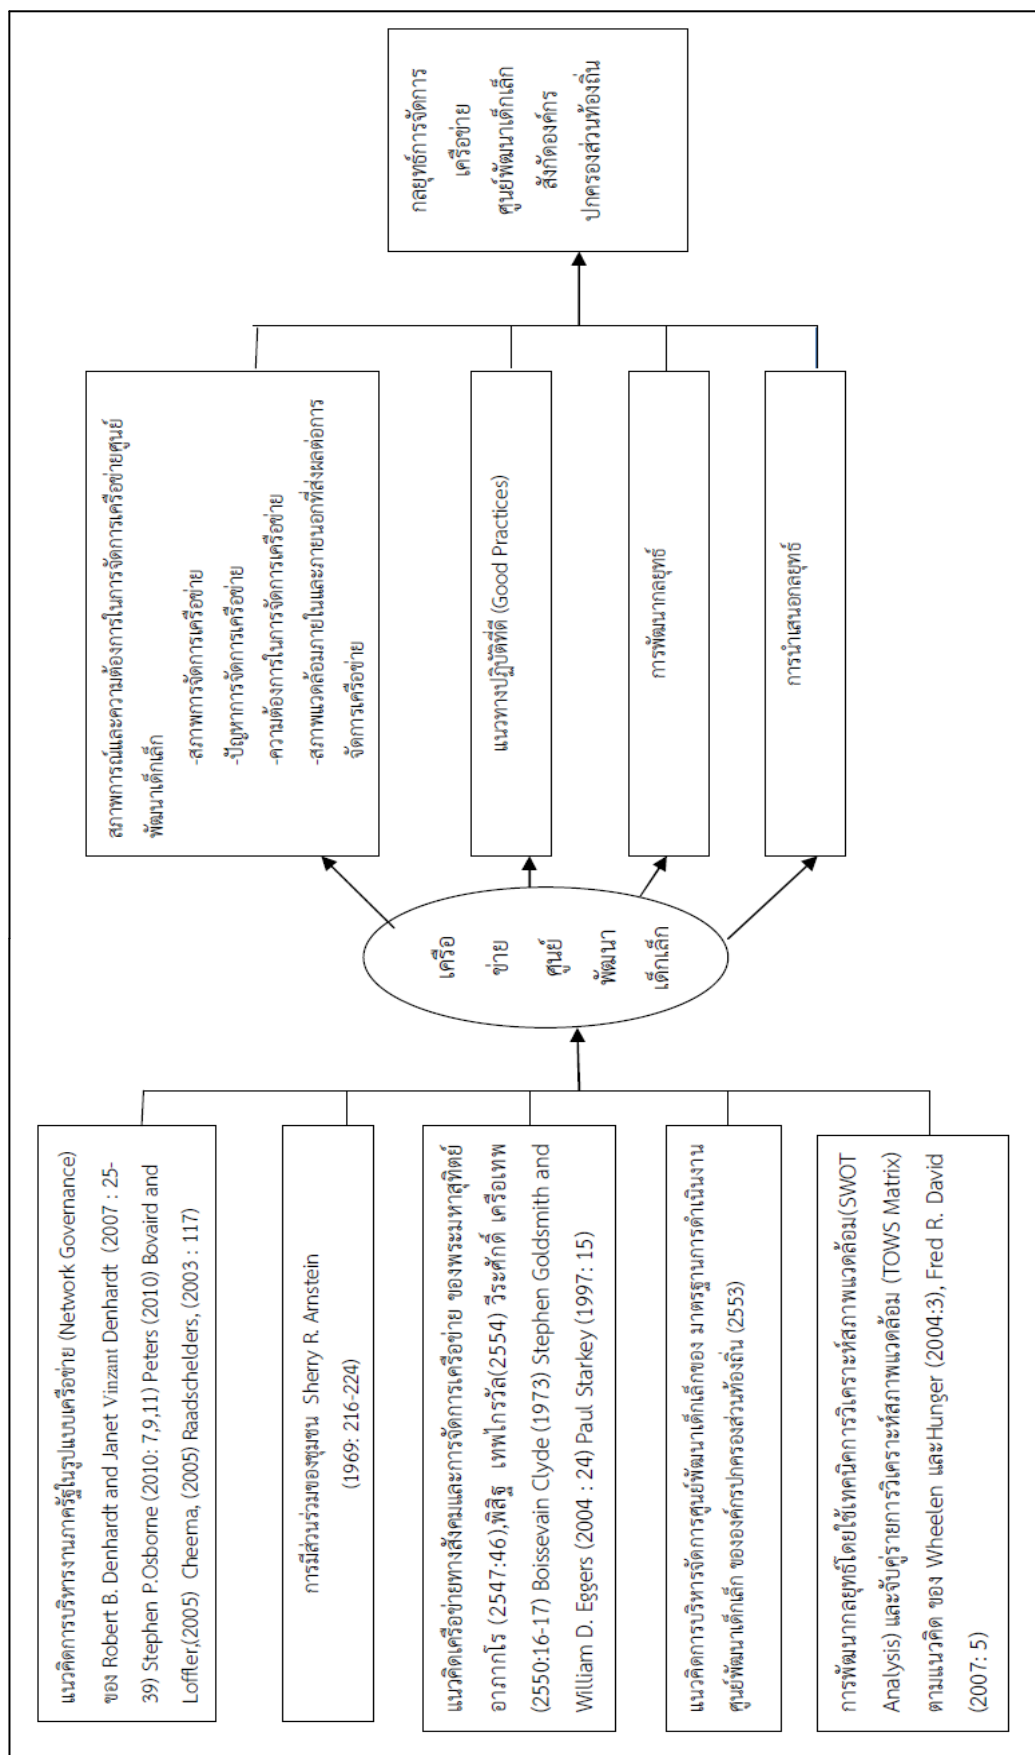 แนวคิดการบริหารงานภาครัฐในรูปแบบเครือข่าย (Network Governance)
ของ Robert B. Denhardt and Janet Vinzant Denhardt (2007 : 25-
39) Stephen P.Osborne (2010: 7,9,11) Peters (2010) Bovaird and
Loffler,(2005) Cheema, (2005) Raadschelders, (2003 : 117)
การมีส่วนร่วมของชุมชน Sherry R. Arnstein
(1969: 216-224)
แนวคิดเครือข่ายทางสังคมและการจัดการเครือข่าย ของพระมหาสุทิตย์
อาภากโร (2547:46),พิสิฐ เทพไกรวัล(2554) วีระศักดิ์ เครือเทพ
(2550:16-17) Boissevain Clyde (1973) Stephen Goldsmith and
William D. Eggers (2004 : 24) Paul Starkey (1997: 15)
แนวคิดการบริหารจัดการศูนย์พัฒนาเด็กเล็กของ มาตรฐานการดำเนินงาน
ศูนย์พัฒนาเด็กเล็ก ขององค์กรปกครองส่วนท้องถิ่น (2553)
การพัฒนากลยุทธ์โดยใช้เทคนิคการวิเคราะห์สภาพแวดล้อม(SWOT
Analysis) และจับคู่รายการวิเคราะห์สภาพแวดล้อม (TOWS Matrix)
ตามแนวคิด ของ Wheelen และHunger (2004:3), Fred R. David
(2007: 5)
เครือ
ข่าย
ศูนย์
พัฒนา
เด็กเล็ก
สภาพการณ์และความต้องการในการจัดการเครือข่ายศูนย์
พัฒนาเด็กเล็ก
-สภาพการจัดการเครือข่าย
-ปัญหาการจัดการเครือข่าย
-ความต้องการในการจัดการเครือข่าย
-สภาพแวดล้อมภายในและภายนอกที่ส่งผลต่อการ
จัดการเครือข่าย
แนวทางปฏิบัติที่ดี (Good Practices)
การพัฒนากลยุทธ์
การนำเสนอกลยุทธ์
กลยุทธ์การจัดการ
เครือข่าย
ศูนย์พัฒนาเด็กเล็ก
สังกัดองค์กร
ปกครองส่วนท้องถิ่น